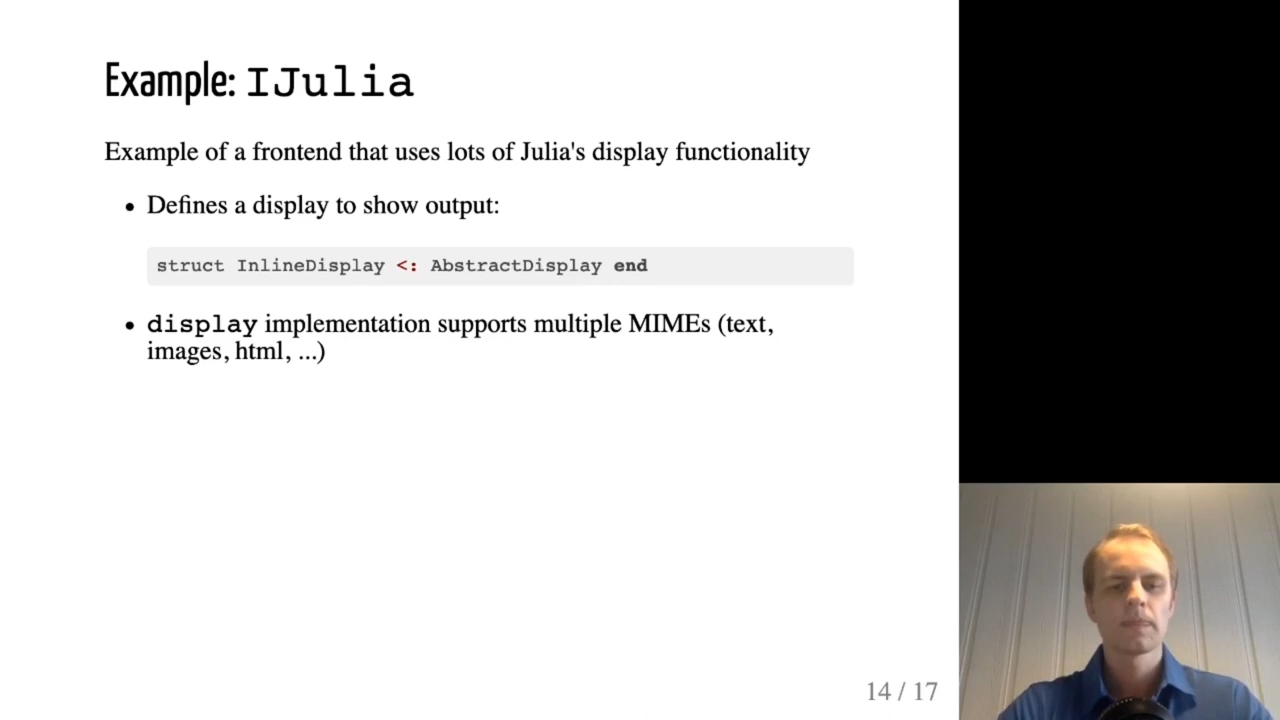 Example: IJulia
Example of a frontend that uses lots of Julia's display functionality
• Defines a display to show output:
struct InlineDisplay <: AbstractDisplay end
• display implementation supports multiple MIMEs (text,
images, html, ...)
14 / 17